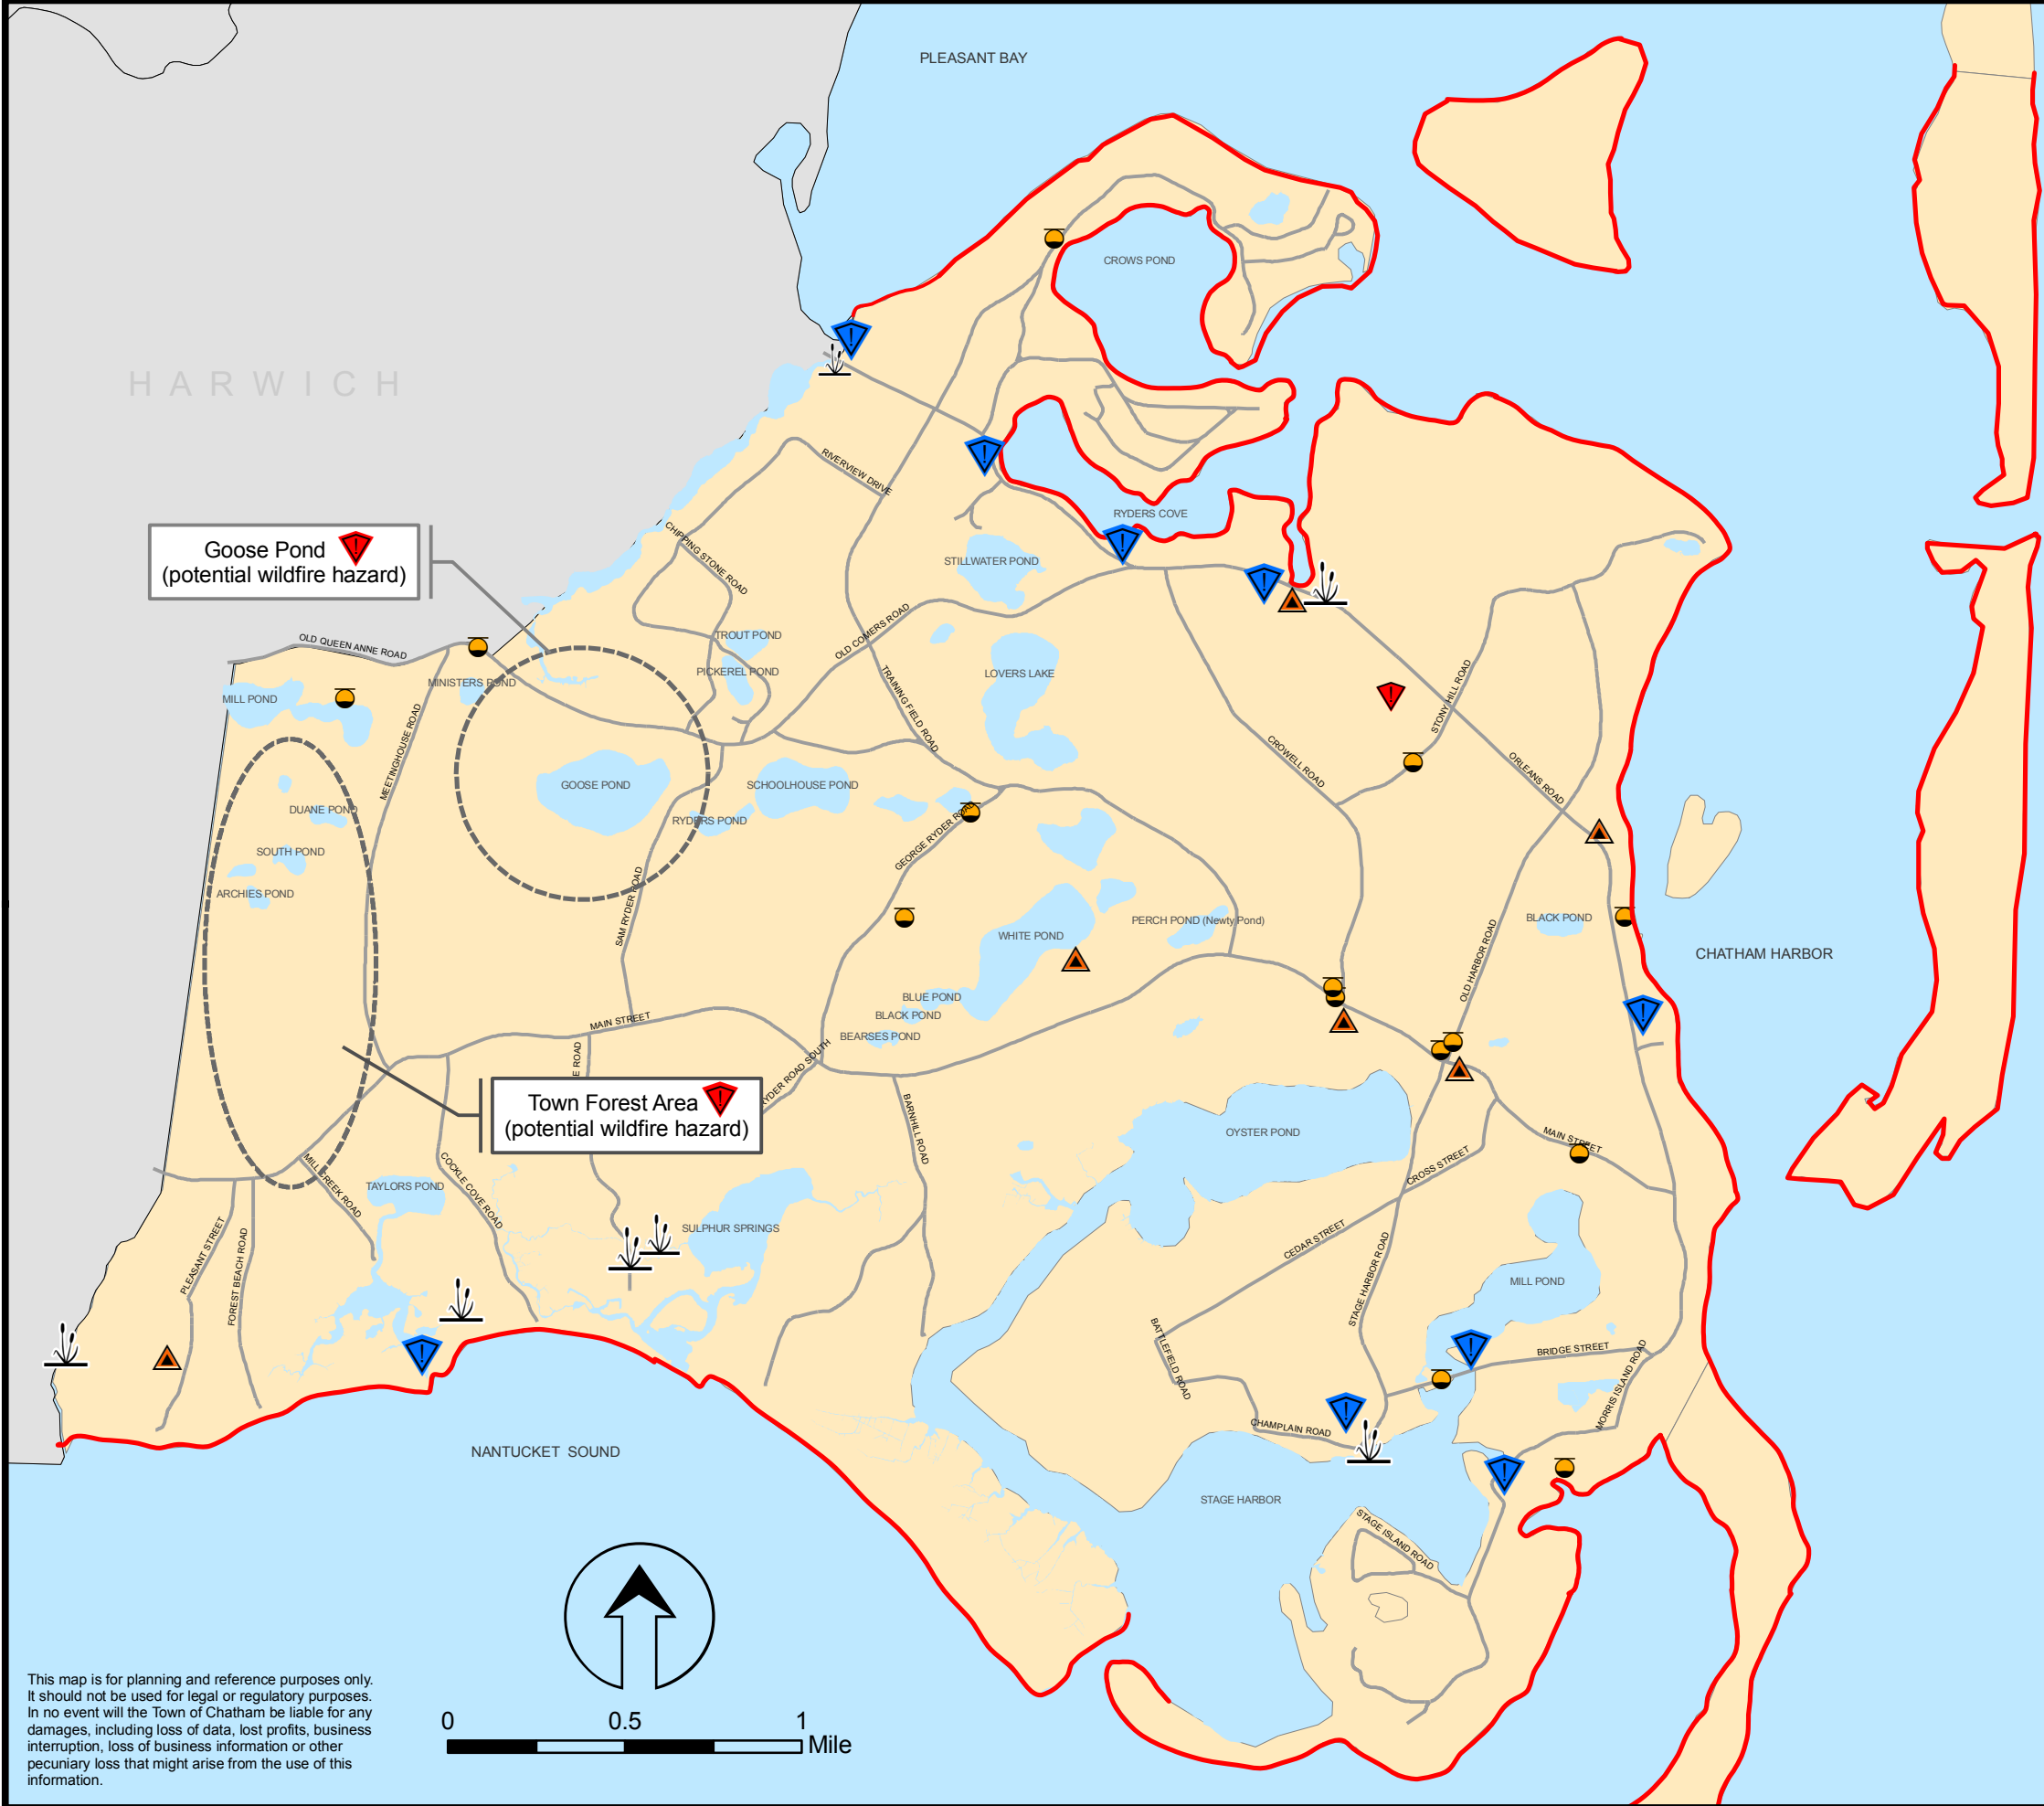 PLEASANT BAY
CROWS POND
H A R W I C H
RIVERVIEW DRIVE
RYDERS COVE
CHIPPING STONE ROAD
Goose Pond
(potential wildfire hazard)
STILLWATER POND
OLD COMERS ROAD
TROUT POND
OLD QUEEN ANNE ROAD
PICKEREL POND
LOVERS LAKE
MINISTERS POND
MILL POND
TRAINING FIELD ROAD
STONY HILL ROAD
MEETINGHOUSE ROAD
CROWELL ROAD
ORLEANS ROAD
GOOSE POND
SCHOOLHOUSE POND
DUANE POND
RYDERS POND
GEORGE RYDER ROAD
SOUTH POND
ARCHIES POND
SAM RYDER ROAD
PERCH POND (Newty Pond)
BLACK POND
WHITE POND
CHATHAM HARBOR
OLD HARBOR ROAD
BLUE POND
BLACK POND
MAIN STREET
BEARSES POND
E ROAD
RYDER ROAD SOUTH
Town Forest Area
(potential wildfire hazard)
BARNHILL ROAD
OYSTER POND
MAIN STREET
CROSS STREET
MILL CREEK ROAD
COCKLE COVE ROAD
TAYLORS POND
SULPHUR SPRINGS
PLEASANT STREET
FOREST BEACH ROAD
CEDAR STREET
STAGE HARBOR ROAD
MILL POND
BATTLEFIELD ROAD
BRIDGE STREET
MORRIS ISLAND ROAD
CHAMPLAIN ROAD
NANTUCKET SOUND
STAGE HARBOR
STAGE ISLAND ROAD
This map is for planning and reference purposes only.
It should not be used for legal or regulatory purposes.
In no event will the Town of Chatham be liable for any
damages, including loss of data, lost profits, business
interruption, loss of business information or other
pecuniary loss that might arise from the use of this
information.
0 0.5 1
Mile